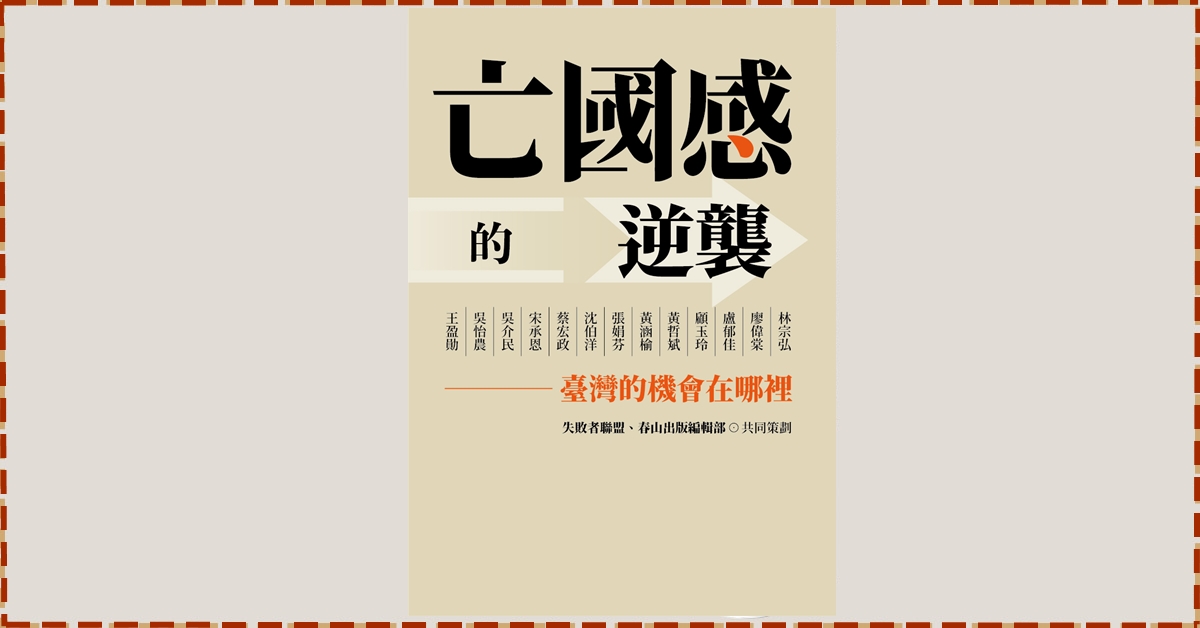 亡國感
的 逆襲
林宗弘
廖偉棠
盧郁佳
顧玉玲
黃哲斌
黃涵榆
張娟芬
沈伯洋
蔡宏政
宋承恩
吳介民
吳怡農
王盈勛
臺灣的機會在哪裡
失敗者聯盟、春山出版編輯部⊙共同策劃